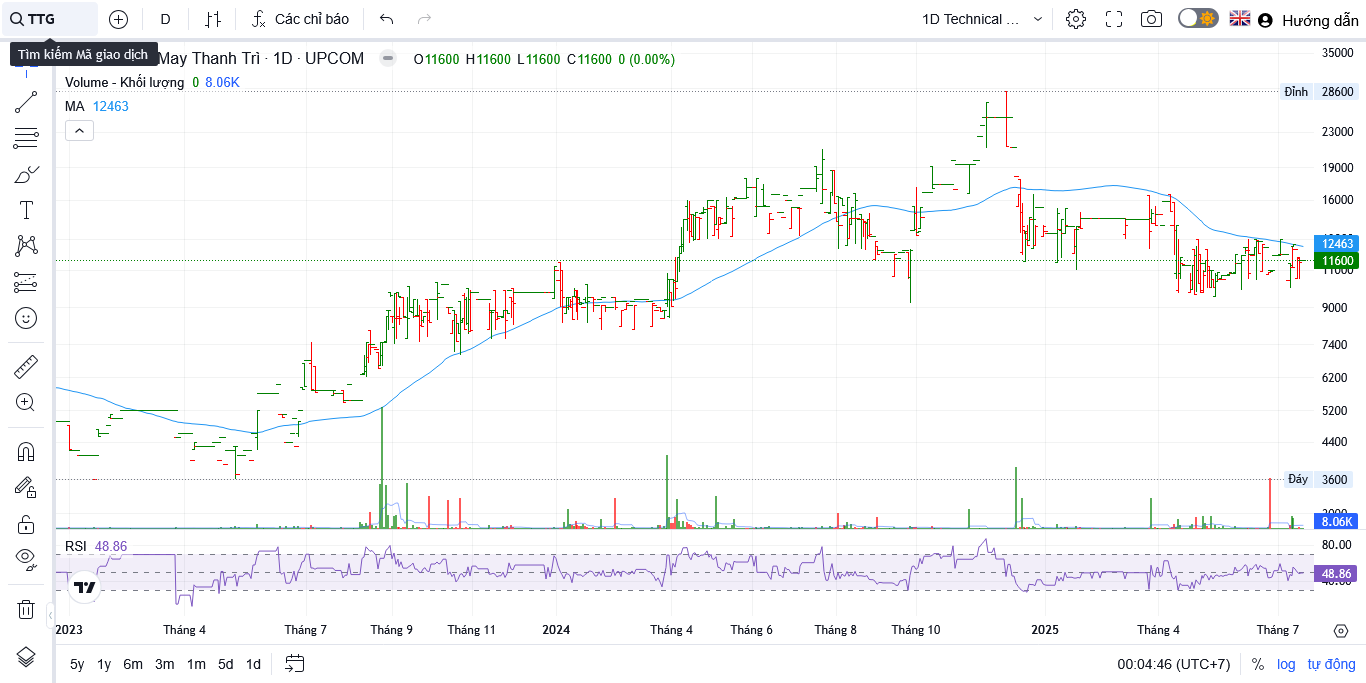 TTG
D
Các chỉ báo
1D Technical ...
Hướng dẫn
Tìm kiếm Mã giao dịch
May Thanh Trì · 1D · UPCOM
O11600 H11600 L11600 C11600 0 (0.00%)
Volume - Khối lượng 0 8.06K
MA 12463
35000
Đỉnh 28600
23000
19000
16000
12463
11600
11000
9000
7400
6200
5200
4400
Đáy 3600
8.06K
RSI 48.86
80.00
48.86
2023
Tháng 4
Tháng 7
Tháng 9
Tháng 11
2024
Tháng 4
Tháng 6
Tháng 8
Tháng 10
2025
Tháng 4
Tháng 7
5y 1y 6m 3m 1m 5d 1d
00:04:46 (UTC+7)
%
log
tự động